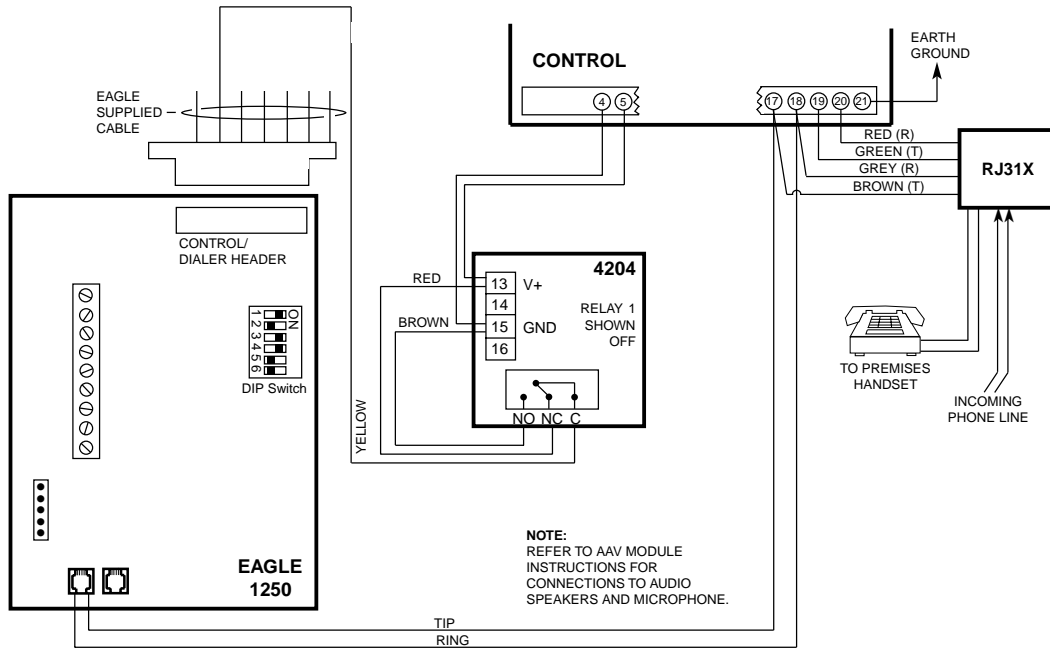 EAGLE
SUPPLIED
CABLE
CONTROL
4 5
17 18 19 20 21
EARTH
GROUND
RED (R)
GREEN (T)
GREY (R)
BROWN (T)
RJ31X
CONTROL/
DIALER HEADER
ON
1
2
3
4
5
6
DIP Switch
EAGLE
1250
YELLOW
RED
BROWN
4204
13 V+
14
15 GND
16
RELAY 1
SHOWN
OFF
NO NC C
TO PREMISES
HANDSET
INCOMING
PHONE LINE
NOTE:
REFER TO AAV MODULE
INSTRUCTIONS FOR
CONNECTIONS TO AUDIO
SPEAKERS AND MICROPHONE.
TIP
RING